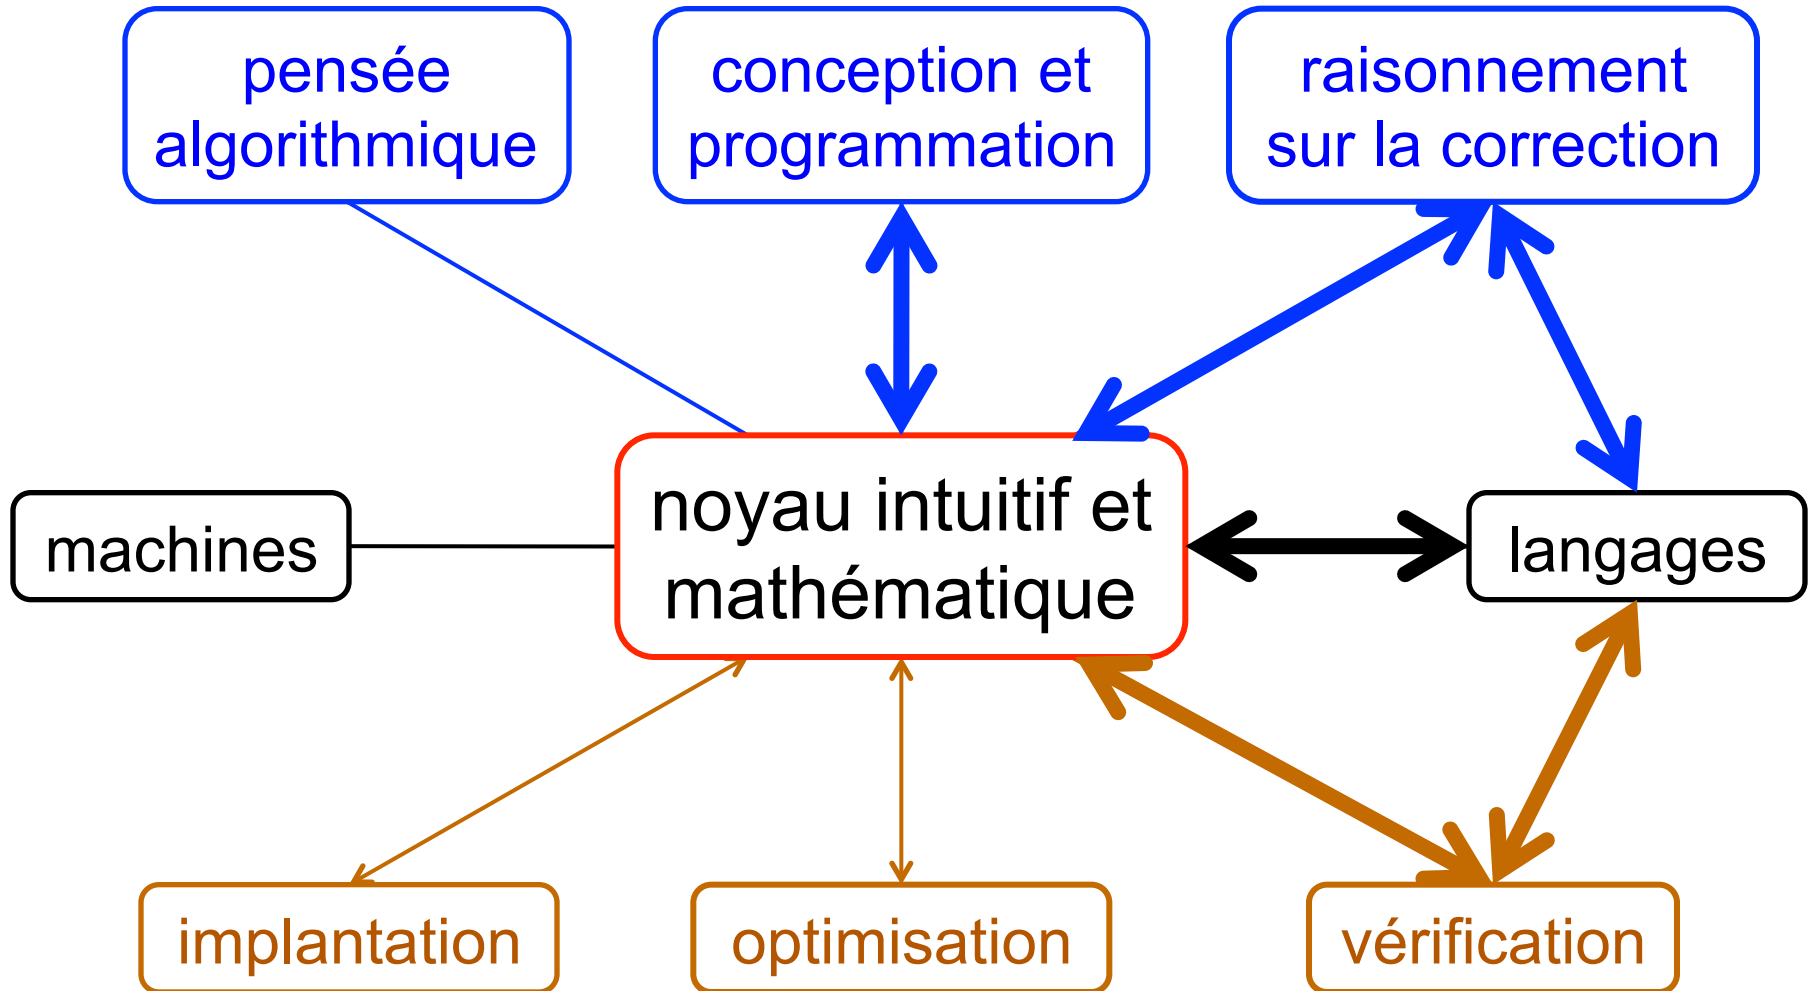 pensée
algorithmique
conception et
programmation
raisonnement
sur la correction
machines
noyau intuitif et
mathématique
langages
implantation
optimisation
vérification